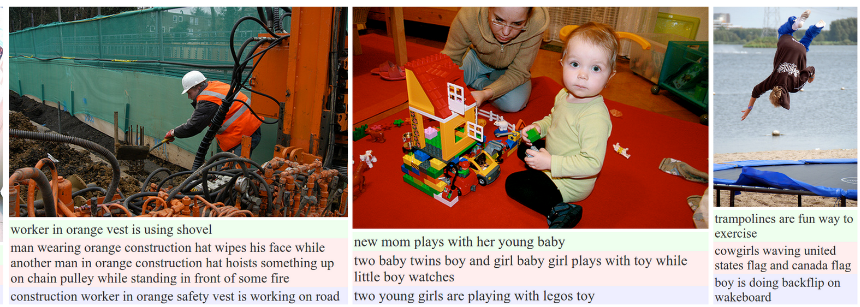 worker in orange vest is using shovel
man wearing orange construction hat wipes his face while
another man in orange construction hat hoists something up
on chain pulley while standing in front of some fire
construction worker in orange safety vest is working on road
new mom plays with her young baby
two baby twins boy and girl baby girl plays with toy while
little boy watches
two young girls are playing with legos toy
trampolines are fun way to
exercise
cowgirls waving united
states flag and canada flag
boy is doing backflip on
wakeboard